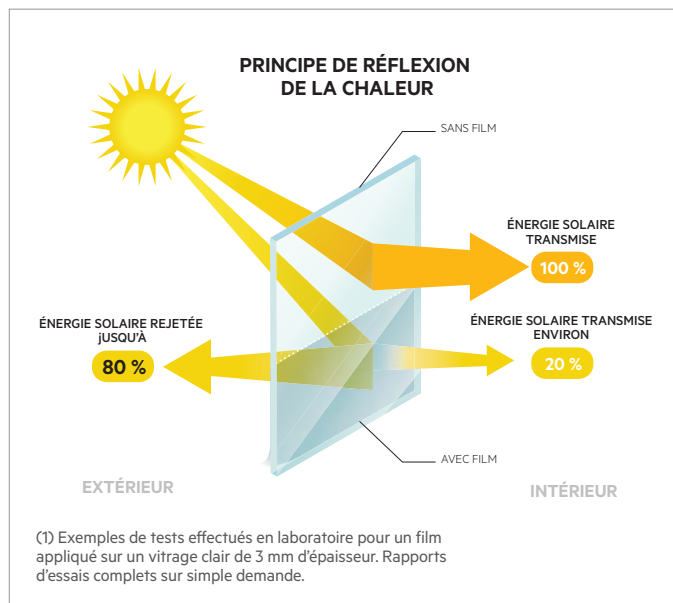 PRINCIPE DE RÉFLEXION
DE LA CHALEUR
SANS FILM
ÉNERGIE SOLAIRE
TRANSMISE
100 %
ÉNERGIE SOLAIRE REJETÉE
jUSQU'À
80 %
ÉNERGIE SOLAIRE TRANSMISE
ENVIRON
20 %
AVEC FILM
EXTÉRIEUR
INTÉRIEUR
(1) Exemples de tests effectués en laboratoire pour un film
appliqué sur un vitrage clair de 3 mm d'épaisseur. Rapports
d'essais complets sur simple demande.